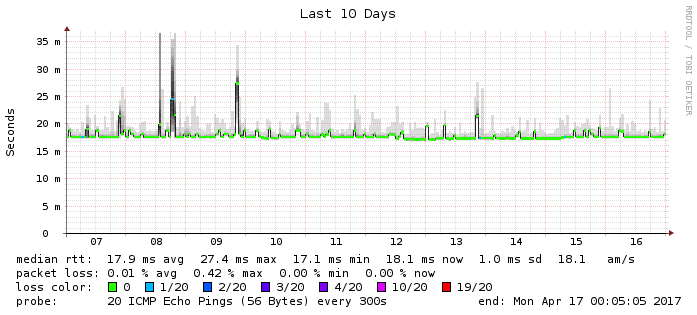 Last 10 Days
RRDTOOL / TOBI OETIKER
Seconds
35 m
30 m
25 m
20 m
15 m
10 m
5 m
0
07 08 09 10 11 12 13 14 15 16
median rtt: 17.9 ms avg 27.4 ms max 17.1 ms min 18.1 ms now 1.0 ms sd 18.1 am/s
packet loss: 0.01 % avg 0.42 % max 0.00 % min 0.00 % now
loss color: 0 1/20 2/20 3/20 4/20 10/20 19/20
probe: 20 ICMP Echo Pings (56 Bytes) every 300s end: Mon Apr 17 00:05:05 2017